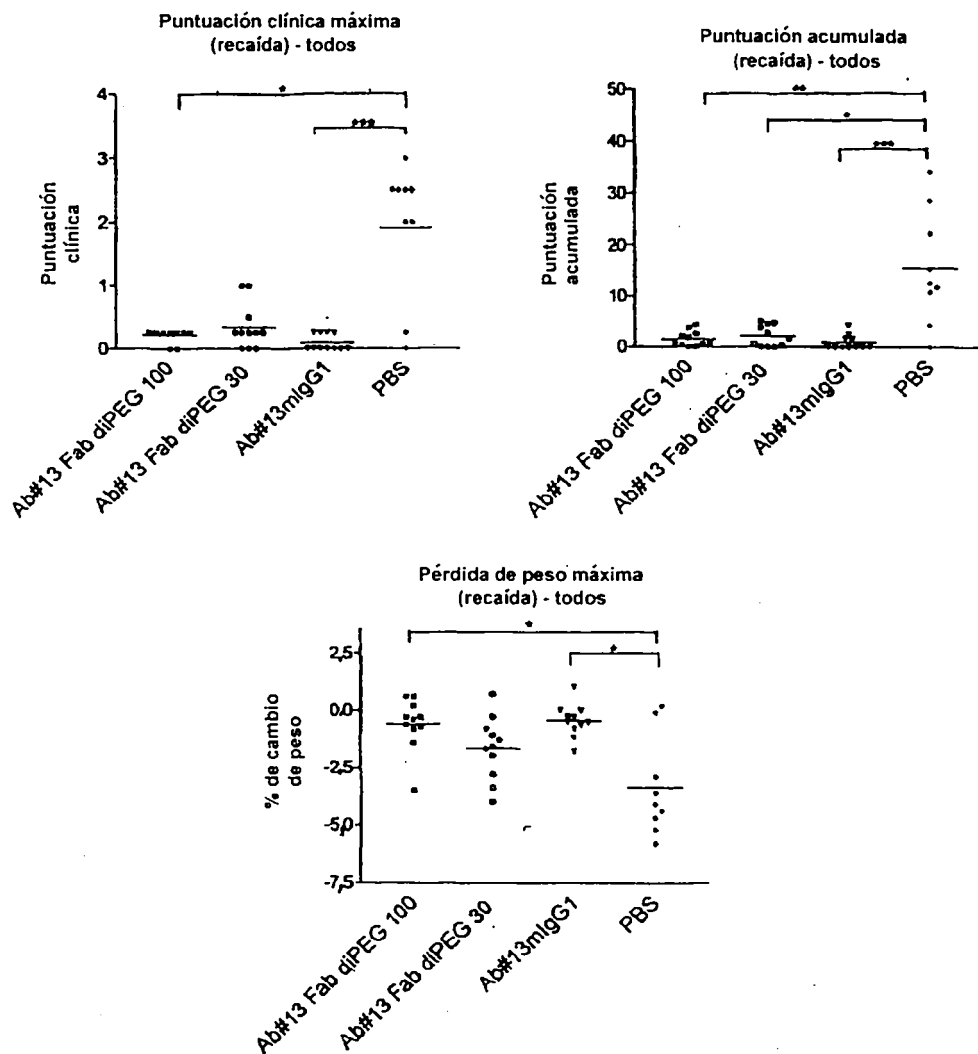 Puntuación clínica máxima
(recaída) - todos
Puntuación
clínica
4
3
2
1
0
*
***
Ab#13 Fab diPEG 100
Ab#13 Fab diPEG 30
Ab#13mIgG1
PBS
Puntuación acumulada
(recaída) - todos
Puntuación
acumulada
50
40
30
20
10
0
**
*
***
Ab#13 Fab diPEG 100
Ab#13 Fab diPEG 30
Ab#13mIgG1
PBS
Pérdida de peso máxima
(recaída) - todos
% de cambio
de peso
2,5
0,0
-2,5
-5,0
-7,5
*
*
Ab#13 Fab diPEG 100
Ab#13 Fab diPEG 30
Ab#13mIgG1
PBS